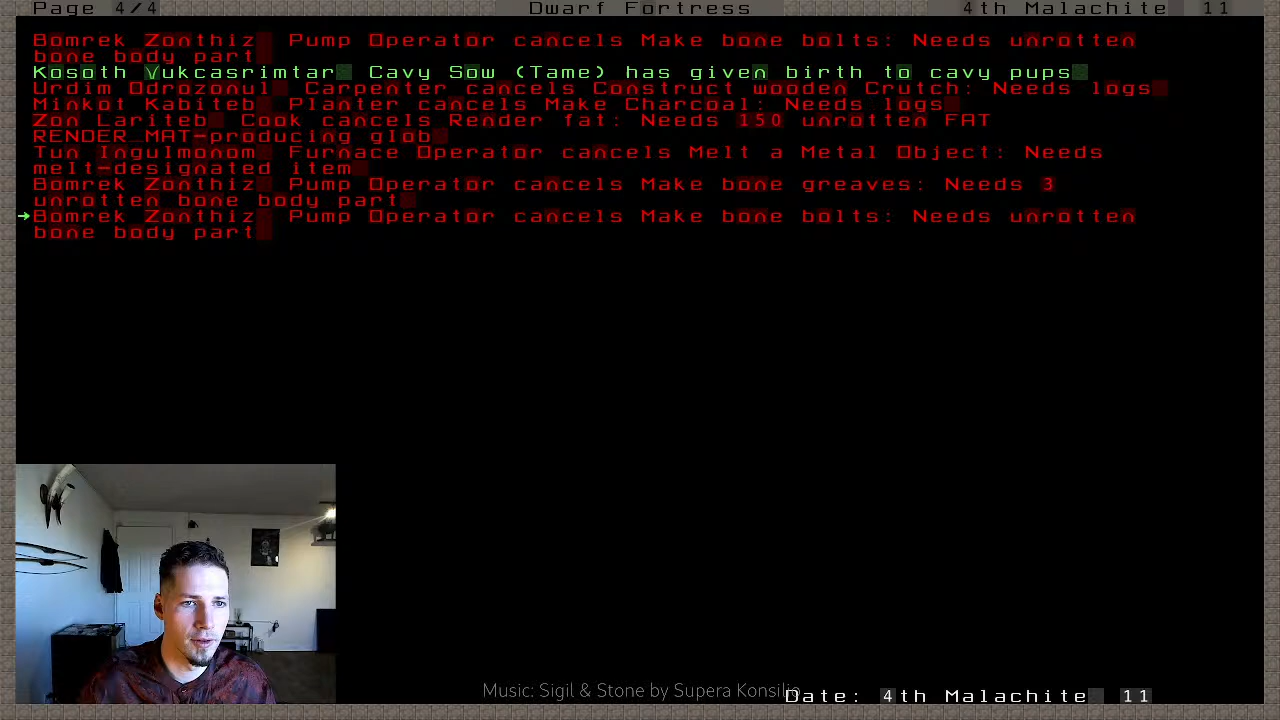 Page 4/4 Dwarf Fortress 4th Malachite 11
Bomrek Zonthiz Pump Operator cancels Make bone bolts: Needs unrotten
bone body part
Kosoth Vukcasrimtar Cavy Sow (Tame) has given birth to cavy pups
Urdim Odrozonul Carpenter cancels Construct wooden Crutch: Needs logs
Minkot Kabiteb Planter cancels Make Charcoal: Needs logs
Zon Lariteb Cook cancels Render fat: Needs 150 unrotten FAT
RENDER_MAT-producing glob
Tun Ingulmonom Furnace Operator cancels Melt a Metal Object: Needs
melt-designated item
Bomrek Zonthiz Pump Operator cancels Make bone greaves: Needs 3
unrotten bone body part
→Bomrek Zonthiz Pump Operator cancels Make bone bolts: Needs unrotten
bone body part
Music: Sigil & Stone by Supera Konsilio
Date: 4th Malachite 11